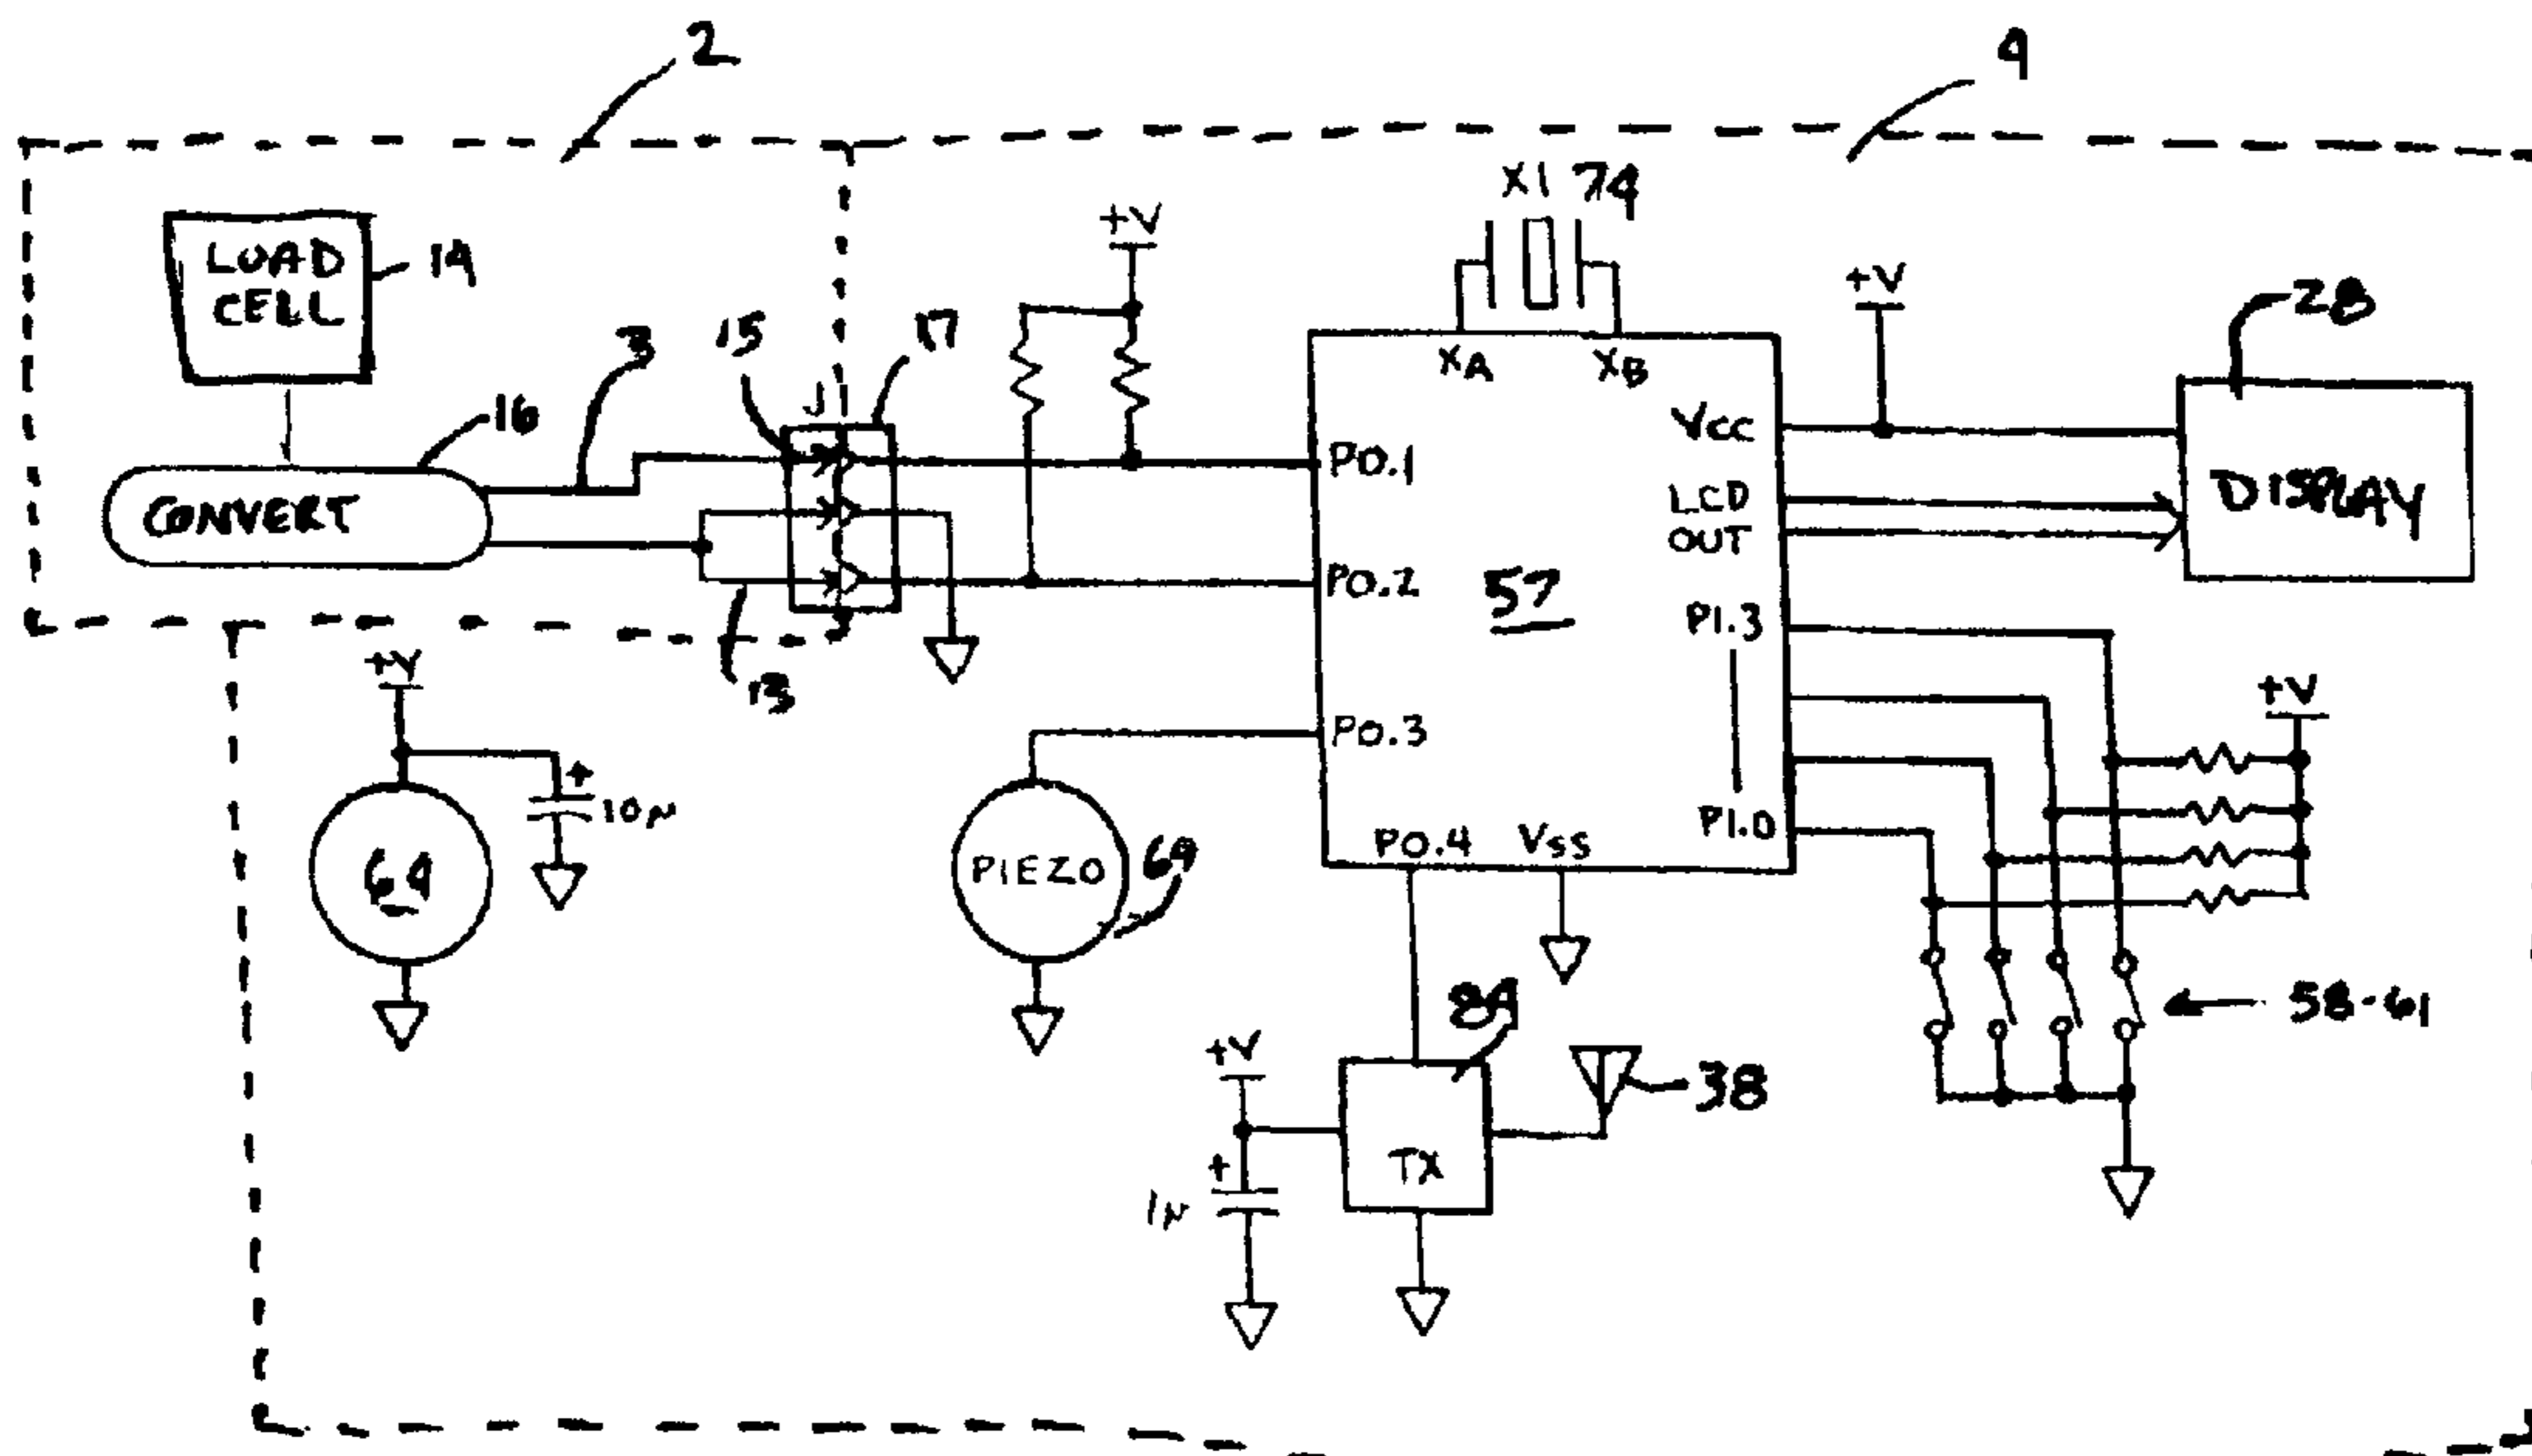 2
4
X1 74
+V
+V
LOAD
CELL
14
28
3
15
J1
17
XA
XB
16
VCC
P0.1
CONVERT
LCD
OUT
DISPLAY
P0.2
57
P1.3
+V
13
+V
P0.3
+
10μ
P1.0
P0.4
VSS
64
PIEZO
69
84
58-61
+V
38
+
TX
1μ